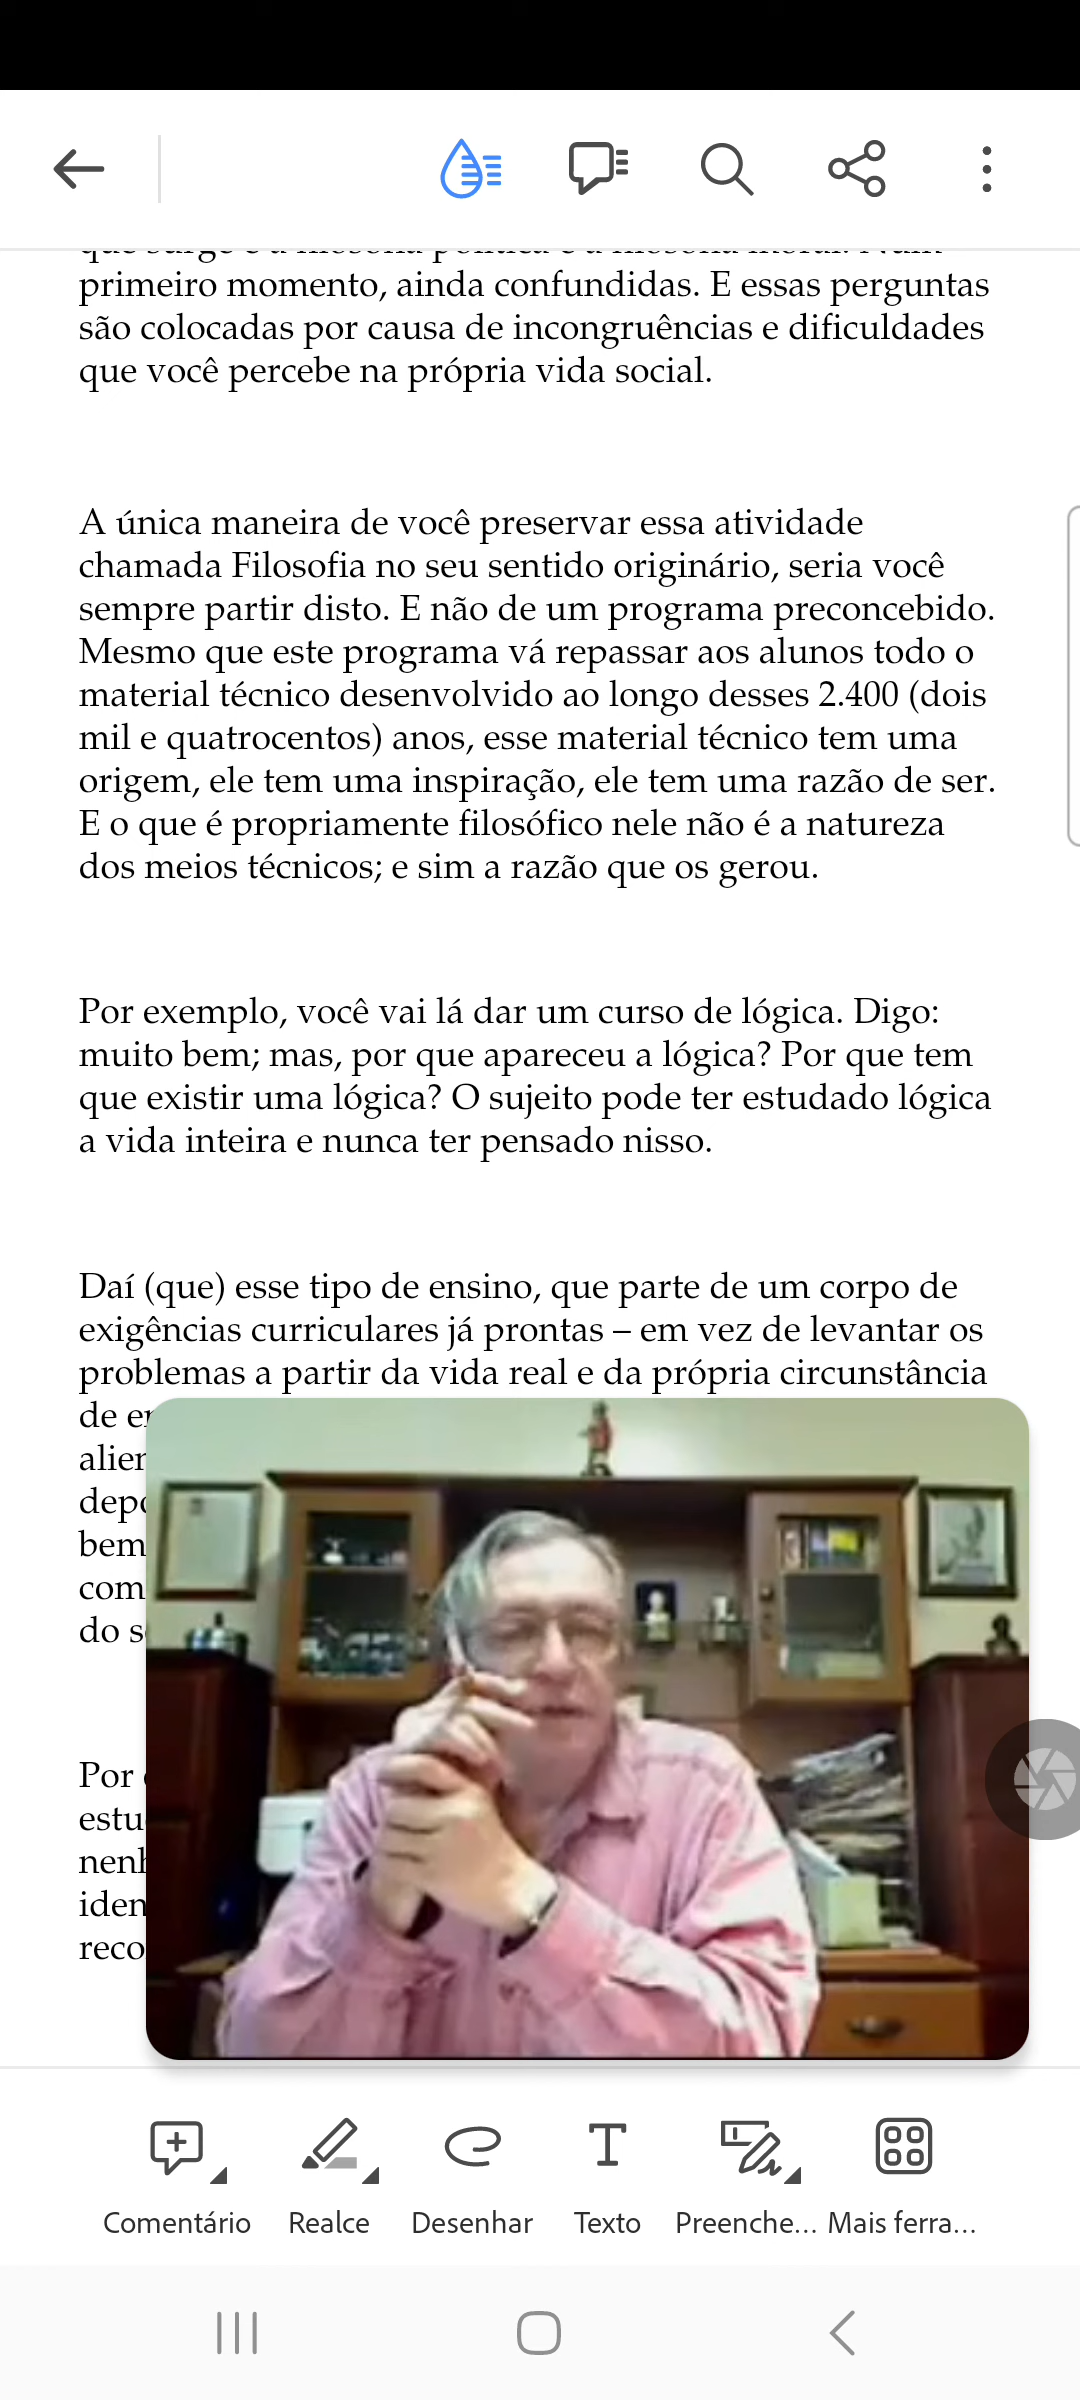 primeiro momento, ainda confundidas. E essas perguntas
são colocadas por causa de incongruências e dificuldades
que você percebe na própria vida social.
A única maneira de você preservar essa atividade
chamada Filosofia no seu sentido originário, seria você
sempre partir disto. E não de um programa preconcebido.
Mesmo que este programa vá repassar aos alunos todo o
material técnico desenvolvido ao longo desses 2.400 (dois
mil e quatrocentos) anos, esse material técnico tem uma
origem, ele tem uma inspiração, ele tem uma razão de ser.
E o que é propriamente filosófico nele não é a natureza
dos meios técnicos; e sim a razão que os gerou.
Por exemplo, você vai lá dar um curso de lógica. Digo:
muito bem; mas, por que apareceu a lógica? Por que tem
que existir uma lógica? O sujeito pode ter estudado lógica
a vida inteira e nunca ter pensado nisso.
Daí (que) esse tipo de ensino, que parte de um corpo de
exigências curriculares já prontas – em vez de levantar os
problemas a partir da vida real e da própria circunstância
de
bem
com
do
Por
Comentário
Realce
Desenhar
T
Texto
Preenche...
Mais ferra...